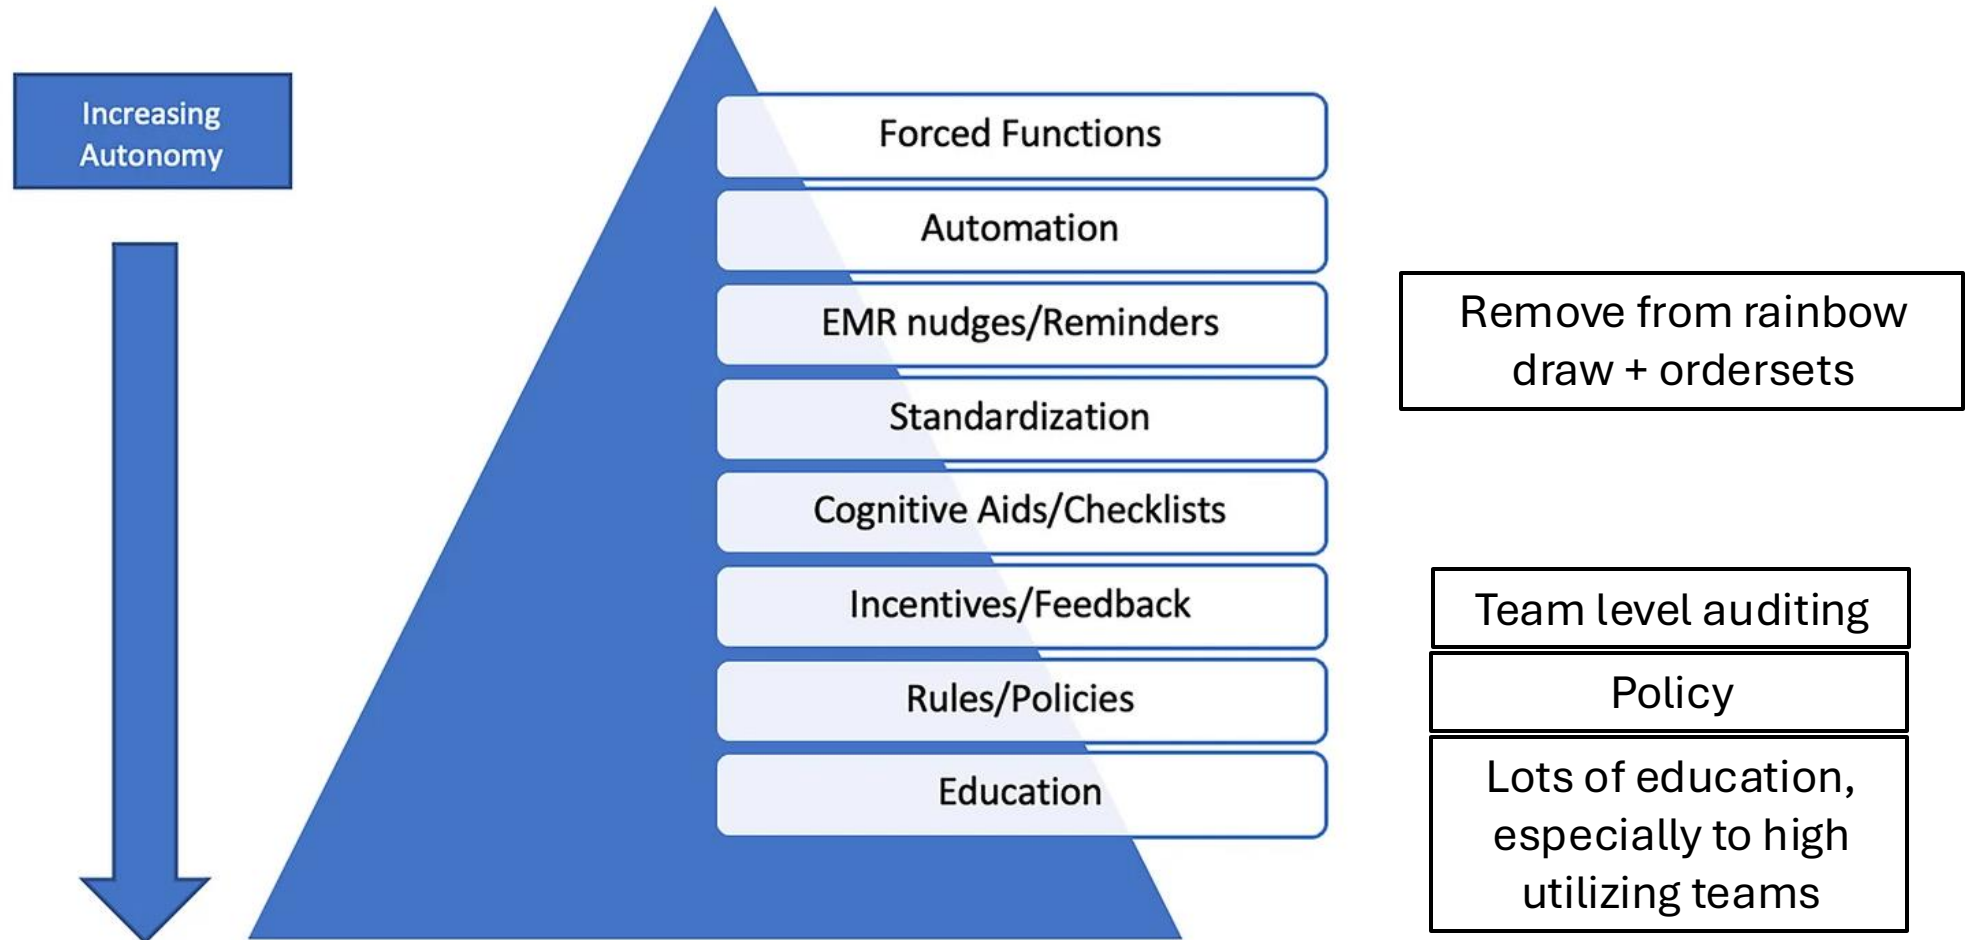 Increasing
Autonomy
Forced Functions
Automation
EMR nudges/Reminders
Standardization
Cognitive Aids/Checklists
Incentives/Feedback
Rules/Policies
Education
Remove from rainbow
draw + ordersets
Team level auditing
Policy
Lots of education,
especially to high
utilizing teams